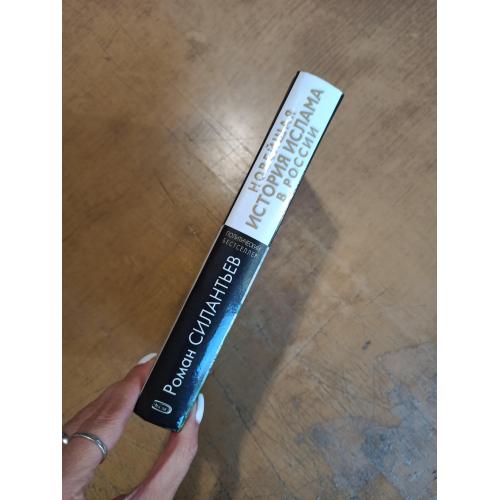 НОВЕЙШАЯ
ИСТОРИЯ ИСЛАМА
В РОССИИ
ПОЛИТИЧЕСКИЙ
БЕСТСЕЛЛЕР
Роман СИЛАНТЬЕВ